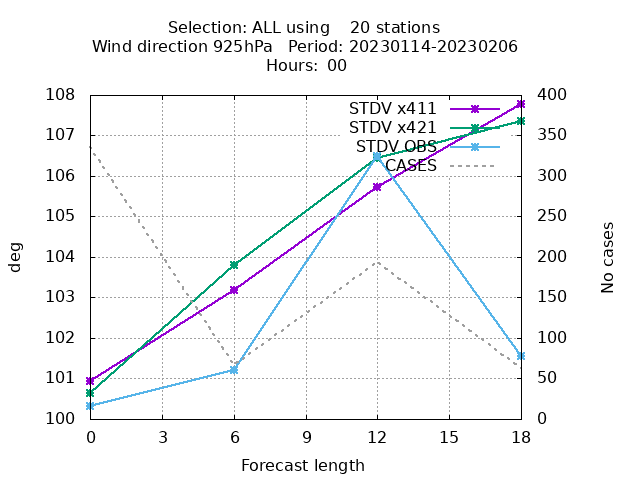 Selection: ALL using    20 stations
Wind direction 925hPa   Period: 20230114-20230206
Hours: 00
108 400
STDV x411
STDV x421
107 350
STDV OBS
CASES
106 300
105 250
104 200
deg
No cases
103 150
102 100
101 50
100 0
0 3 6 9 12 15 18
Forecast length